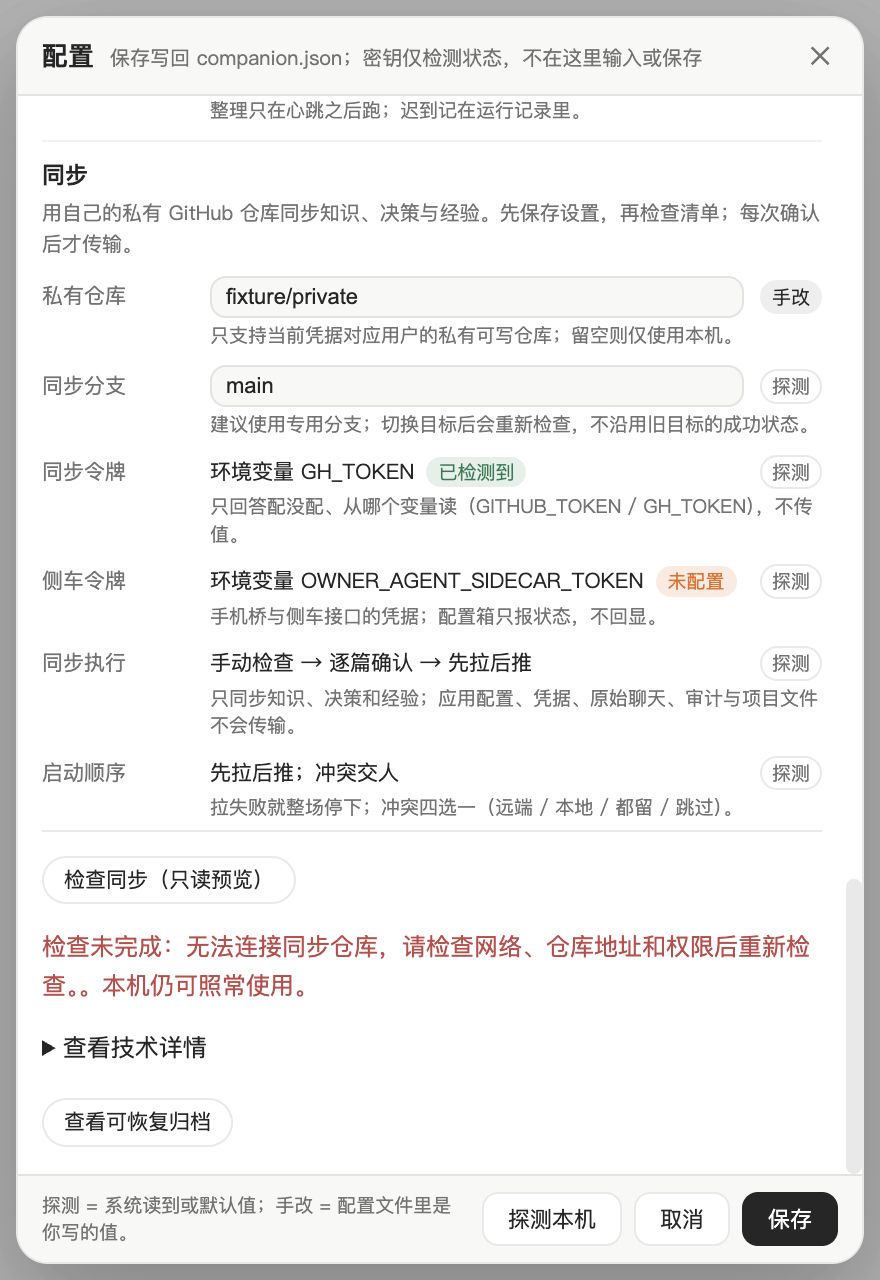 配置 保存写回 companion.json；密钥仅检测状态，不在这里输入或保存
整理只在心跳之后跑；迟到记在运行记录里。
同步
用自己的私有 GitHub 仓库同步知识、决策与经验。先保存设置，再检查清单；每次确认
后才传输。
私有仓库 fixture/private 手改
只支持当前凭据对应用户的私有可写仓库；留空则仅使用本机。
同步分支 main 探测
建议使用专用分支；切换目标后会重新检查，不沿用旧目标的成功状态。
同步令牌 环境变量 GH_TOKEN 已检测到 探测
只回答配没配、从哪个变量读（GITHUB_TOKEN / GH_TOKEN），不传
值。
侧车令牌 环境变量 OWNER_AGENT_SIDECAR_TOKEN 未配置 探测
手机桥与侧车接口的凭据；配置箱只报状态，不回显。
同步执行 手动检查 → 逐篇确认 → 先拉后推 探测
只同步知识、决策和经验；应用配置、凭据、原始聊天、审计与项目文件
不会传输。
启动顺序 先拉后推；冲突交人 探测
拉失败就整场停下；冲突四选一（远端 / 本地 / 都留 / 跳过）。
检查同步（只读预览）
检查未完成：无法连接同步仓库，请检查网络、仓库地址和权限后重新检
查。。本机仍可照常使用。
▶ 查看技术详情
查看可恢复归档
探测 = 系统读到或默认值；手改 = 配置文件里是
你写的值。
探测本机 取消 保存